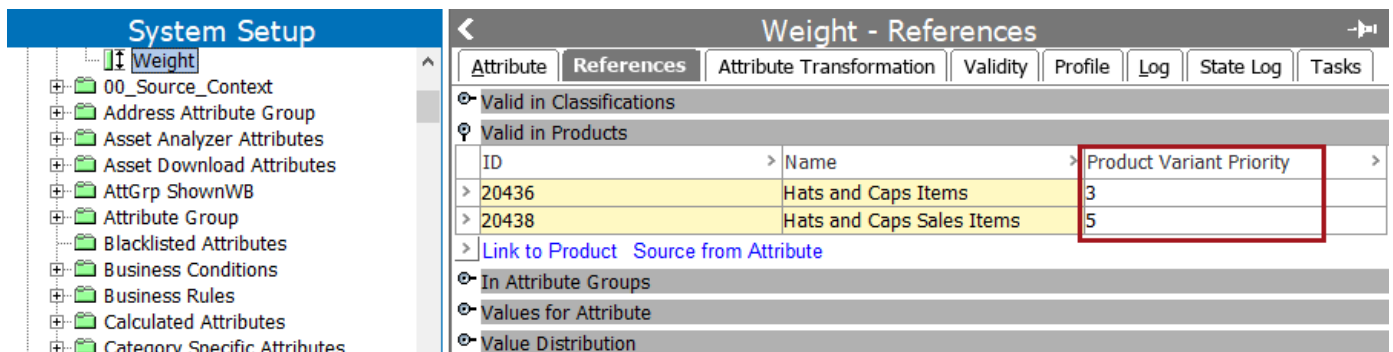 System Setup
Weight
00_Source_Context
Address Attribute Group
Asset Analyzer Attributes
Asset Download Attributes
AttGrp ShownWB
Attribute Group
Blacklisted Attributes
Business Conditions
Business Rules
Calculated Attributes
Category Specific Attributes
Weight - References
Attribute References Attribute Transformation Validity Profile Log State Log Tasks
Valid in Classifications
Valid in Products
ID > Name > Product Variant Priority >
> 20436 Hats and Caps Items 3
> 20438 Hats and Caps Sales Items 5
> Link to Product Source from Attribute
In Attribute Groups
Values for Attribute
Value Distribution